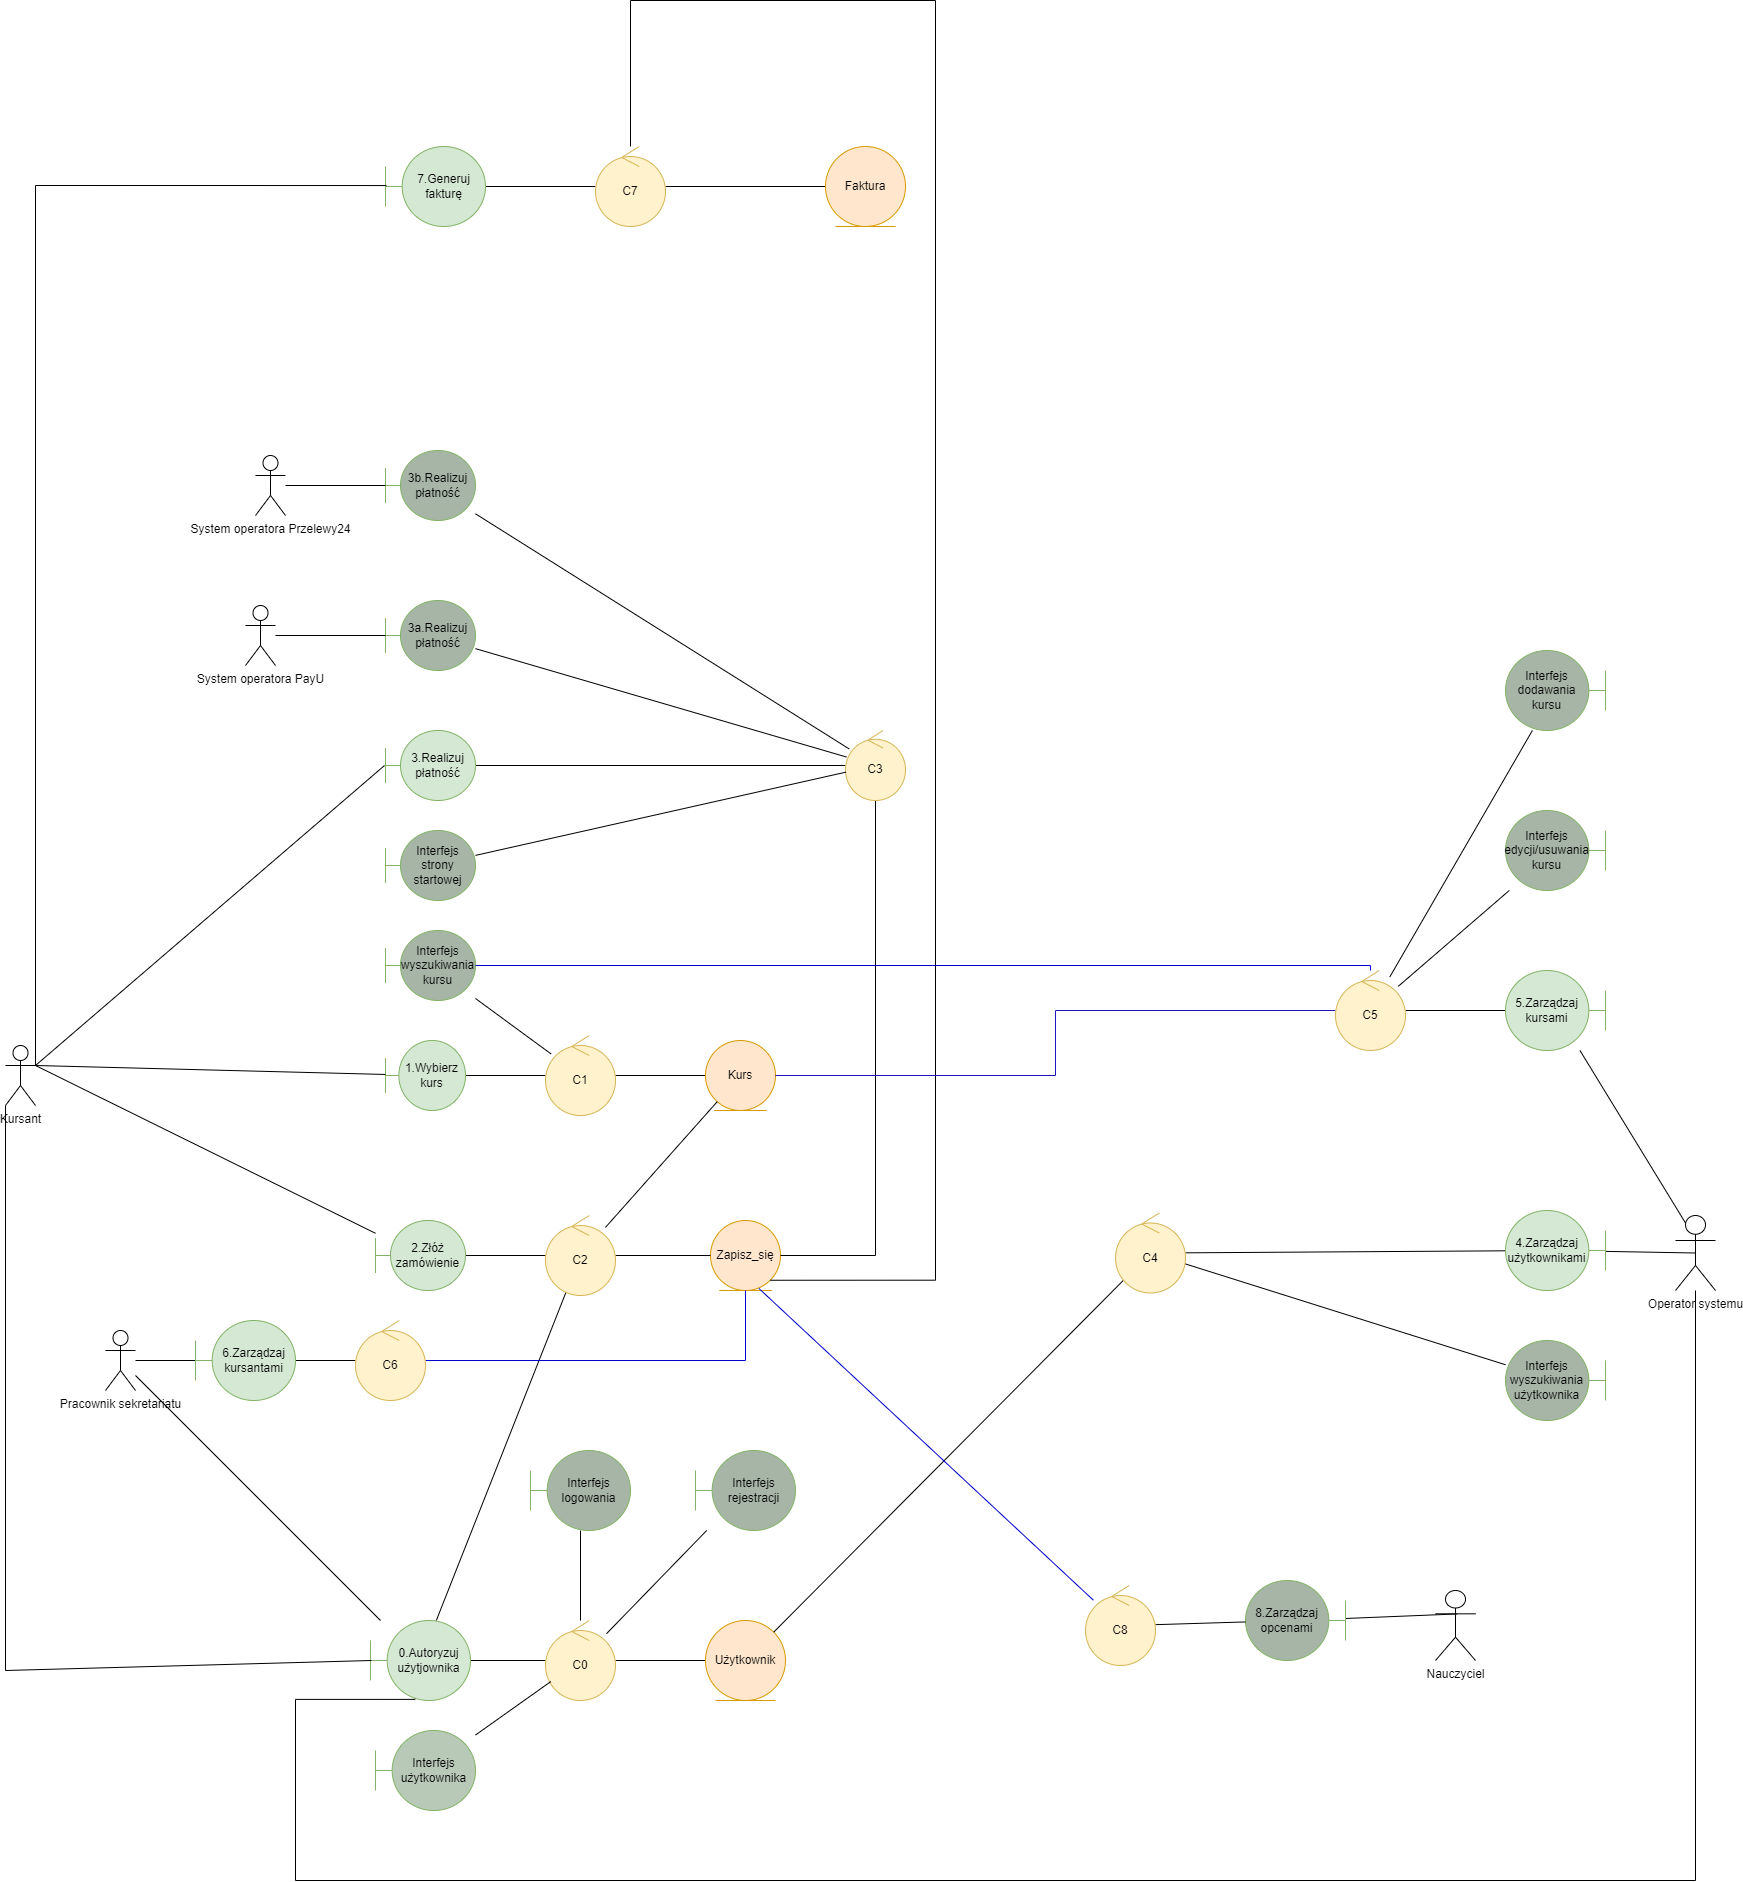 7.Generuj
fakturę
C7
Faktura
3b.Realizuj
płatność
System operatora Przelewy24
3a.Realizuj
płatność
System operatora PayU
Interfejs
dodawania
kursu
3.Realizuj
płatność
C3
Interfejs
strony
startowej
Interfejs
edycji/usuwania
kursu
Interfejs
wyszukiwania
kursu
C5
5.Zarządzaj
kursami
Kursant
1.Wybierz
kurs
C1
Kurs
2.Złóż
zamówienie
C2
Zapisz_się
C4
4.Zarządzaj
użytkownikami
Operator systemu
Pracownik sekretariatu
6.Zarządzaj
kursantami
C6
Interfejs
wyszukiwania
użytkownika
Interfejs
logowania
Interfejs
rejestracji
0.Autoryzuj
użytjownika
C0
Użytkownik
C8
8.Zarządzaj
opcenami
Nauczyciel
Interfejs
użytkownika